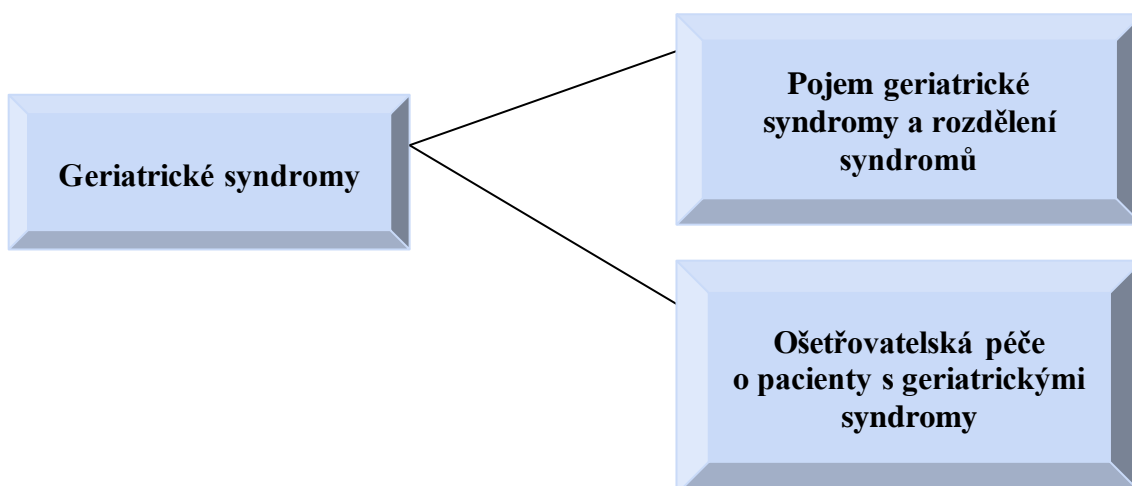 Geriatrické syndromy
Pojem geriatrické
syndromy a rozdělení
syndromů
Ošetřovatelská péče
o pacienty s geriatrickými
syndromy